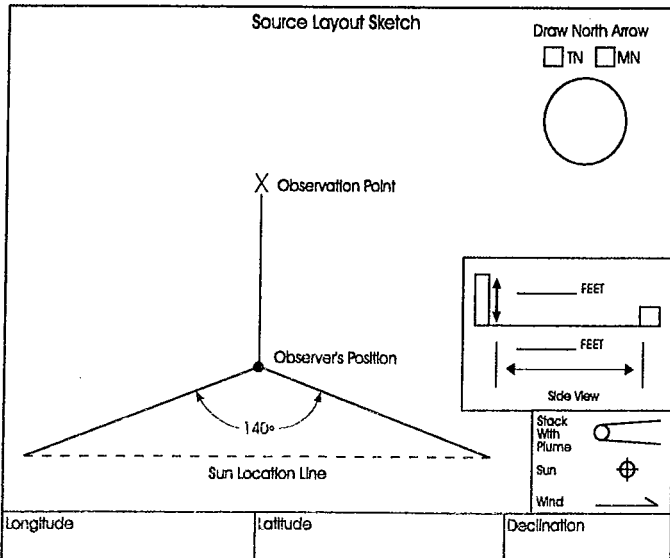 Source Layout Sketch
Draw North Arrow
TN MN
X Observation Point
FEET
Observer's Position
FEET
140°
Side View
Sun Location Line
Stack
With
Plume
Sun
Wind
Longitude
Latitude
Declination